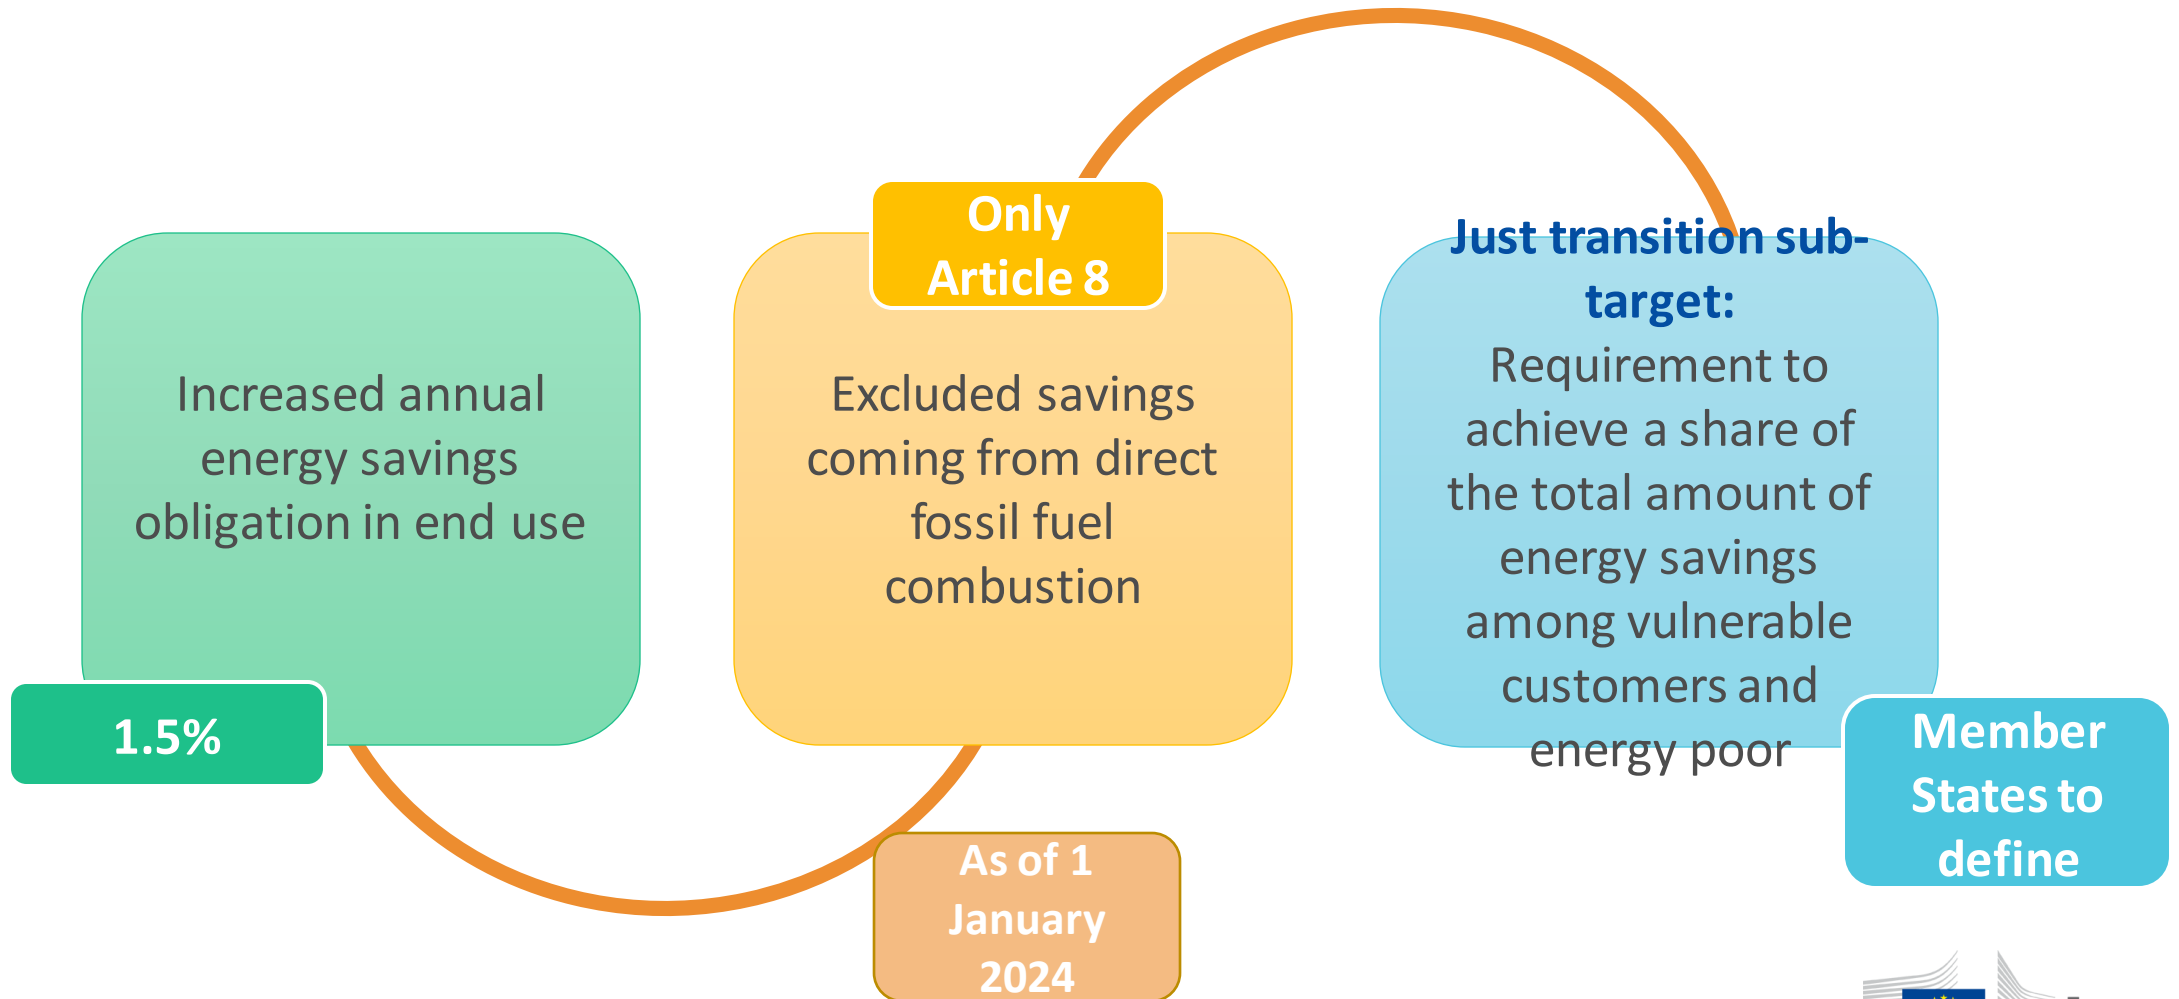 Increased annual
energy savings
obligation in end use
1.5%
Only
Article 8
Excluded savings
coming from direct
fossil fuel
combustion
As of 1
January
2024
Just transition sub-
target:
Requirement to
achieve a share of
the total amount of
energy savings
among vulnerable
customers and
energy poor
Member
States to
define